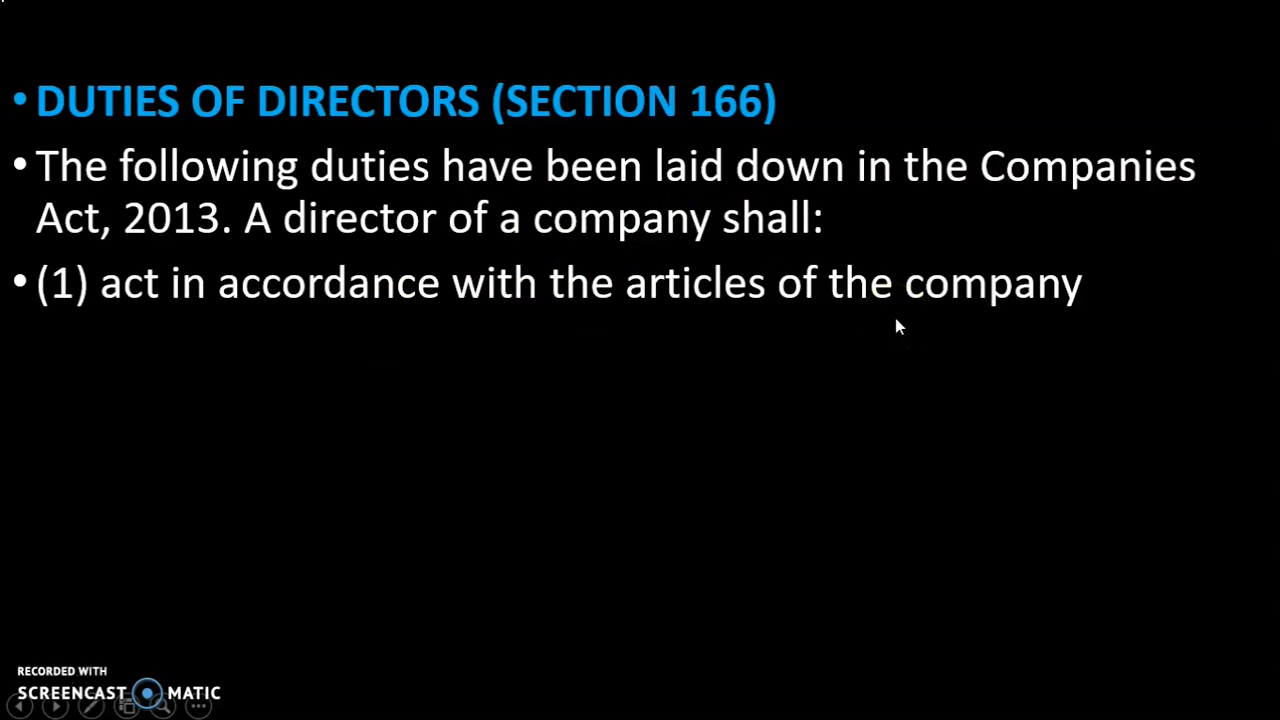 • DUTIES OF DIRECTORS (SECTION 166)
• The following duties have been laid down in the Companies
Act, 2013. A director of a company shall:
• (1) act in accordance with the articles of the company
RECORDED WITH
SCREENCAST MATIC